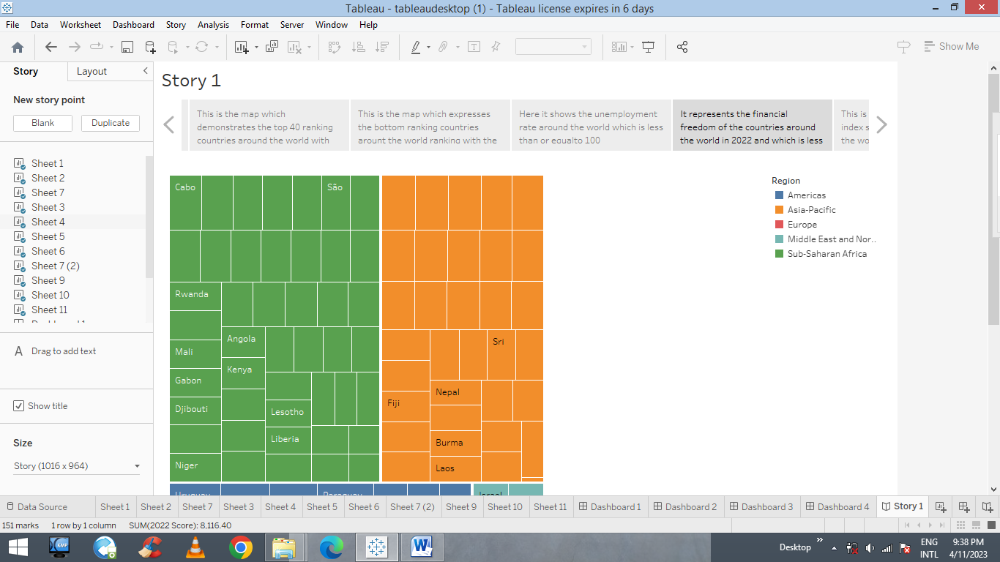 Tableau - tableaudesktop (1) - Tableau license expires in 6 days
File Data Worksheet Dashboard Story Analysis Format Server Window Help
Show Me
Story Layout
New story point
Blank Duplicate
Sheet 1
Sheet 2
Sheet 7
Sheet 3
Sheet 4
Sheet 5
Sheet 6
Sheet 7 (2)
Sheet 9
Sheet 10
Sheet 11
A Drag to add text
Show title
Size
Story (1016 x 964)
Story 1
This is the map which
demonstrates the top 40 ranking
countries around the world with
This is the map which expresses
the bottom ranking countries
arount the world ranking with the
Here it shows the unemployment
rate around the world which is less
than or equalto 100
It represents the financial
freedom of the countries around
the world in 2022 and which is less
This is
index s
the wo
Cabo São
Rwanda
Angola
Mali
Kenya
Gabon
Djibouti
Lesotho
Liberia
Niger
Sri
Nepal
Fiji
Burma
Laos
Uruguay Paraguay Israel
Region
Americas
Asia-Pacific
Europe
Middle East and Nor..
Sub-Saharan Africa
Data Source Sheet 1 Sheet 2 Sheet 7 Sheet 3 Sheet 4 Sheet 5 Sheet 6 Sheet 7 (2) Sheet 9 Sheet 10 Sheet 11 Dashboard 1 Dashboard 2 Dashboard 3 Dashboard 4 Story 1
151 marks 1 row by 1 column SUM(2022 Score): 8,116.40
KMP
Desktop
ENG
INTL
9:38 PM
4/11/2023